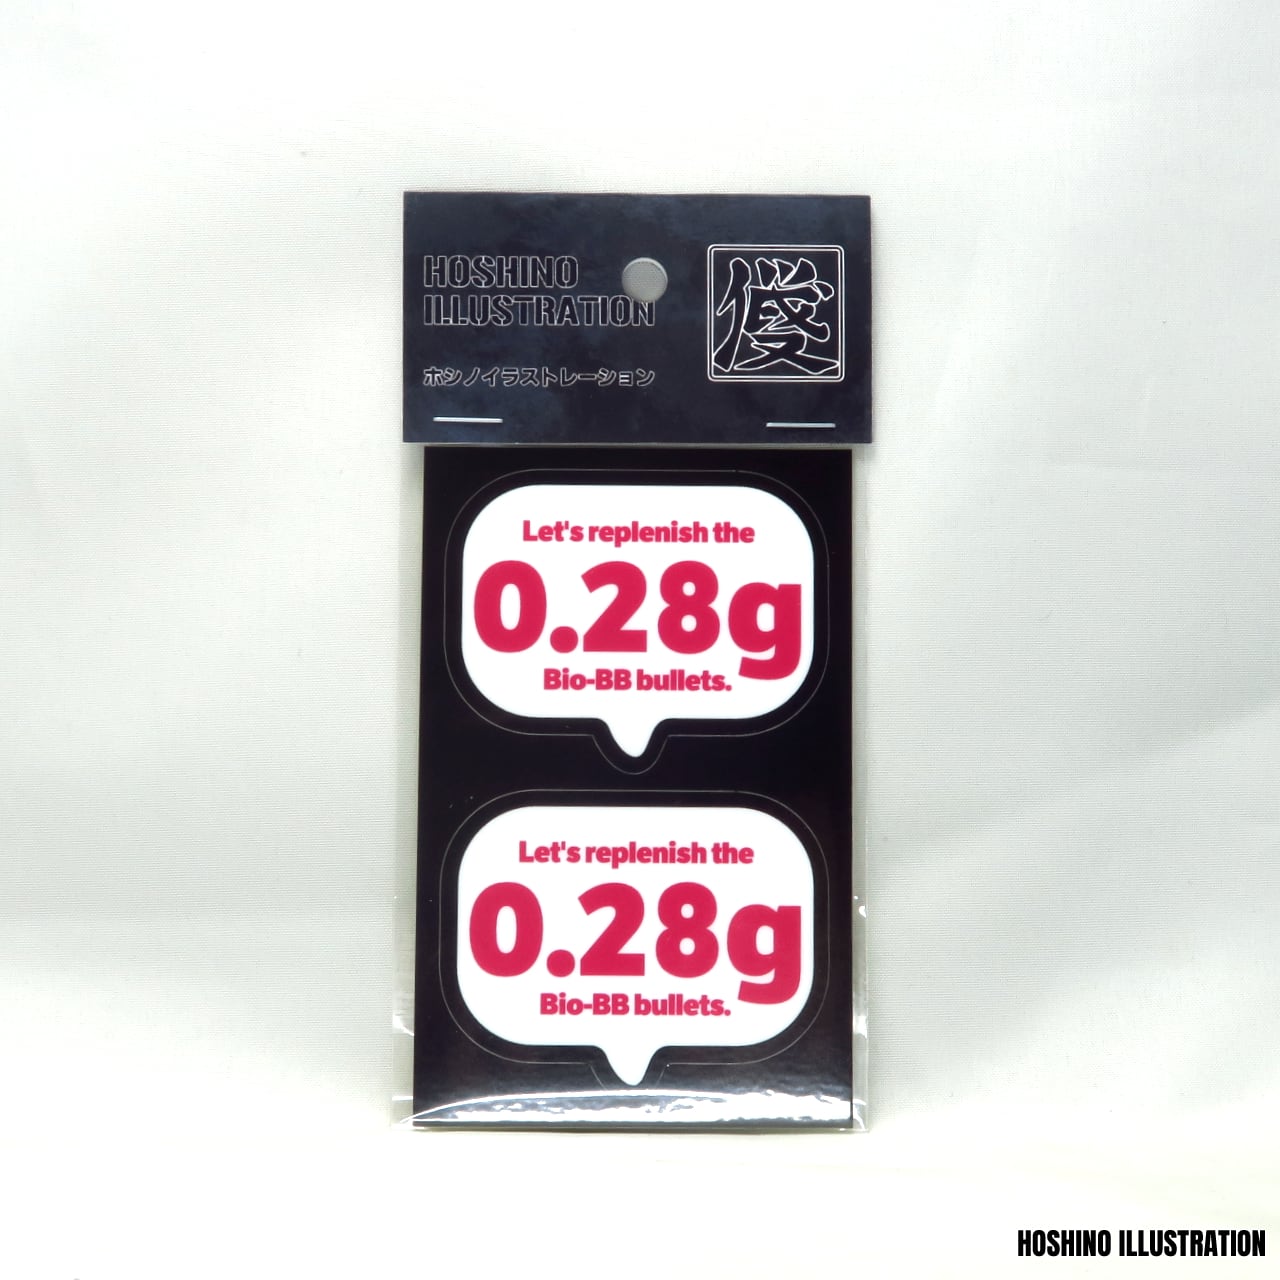 HOSHINO
ILLUSTRATION
ホシノイラストレーション
Let's replenish the
0.28g
Bio-BB bullets.
Let's replenish the
0.28g
Bio-BB bullets.
HOSHINO ILLUSTRATION